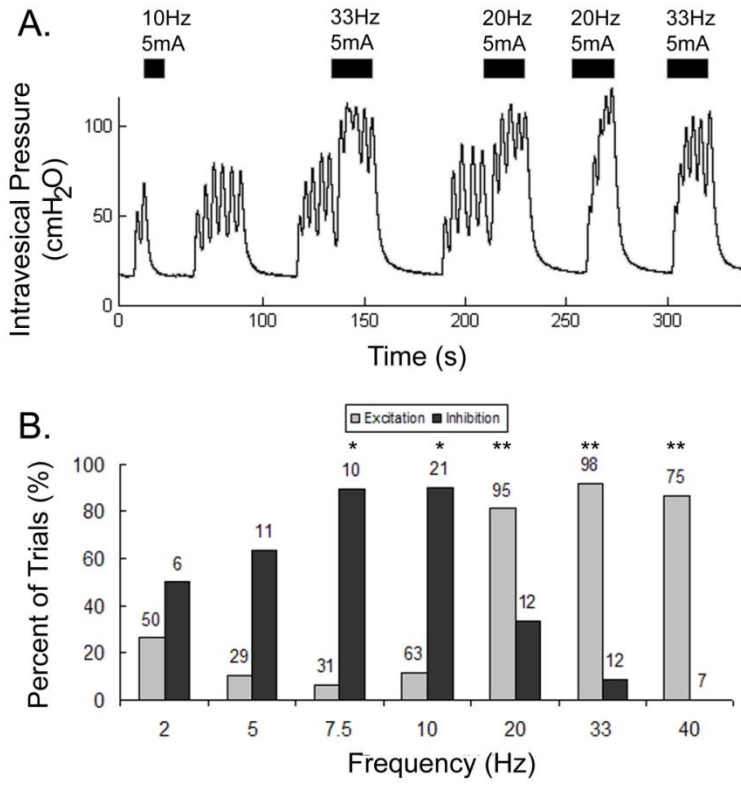 A.
10Hz 33Hz 20Hz 20Hz 33Hz
5mA 5mA 5mA 5mA 5mA
Intravesical Pressure
(cmH2O)
100
50
0
0 100 150 200 250 300
Time (s)
B.
Excitation Inhibition
* * ** ** **
Percent of Trials (%)
100
80
60
40
20
0
50 6 29 11 31 10 63 21 95 12 98 12 75 7
2 5 7.5 10 20 33 40
Frequency (Hz)